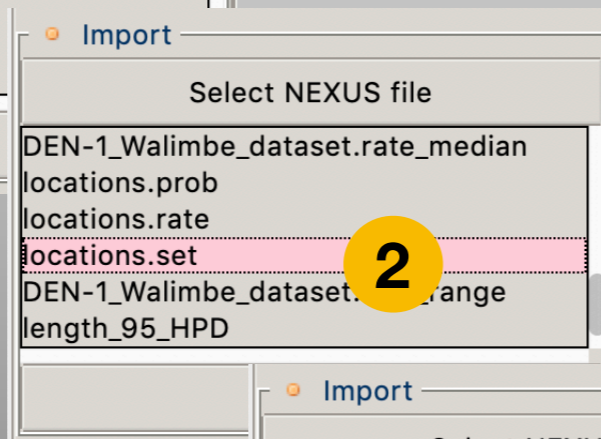 Import
Select NEXUS file
DEN-1_Walimbe_dataset.rate_median
locations.prob
locations.rate
locations.set
2
DEN-1_Walimbe_dataset. range
length_95_HPD
Import